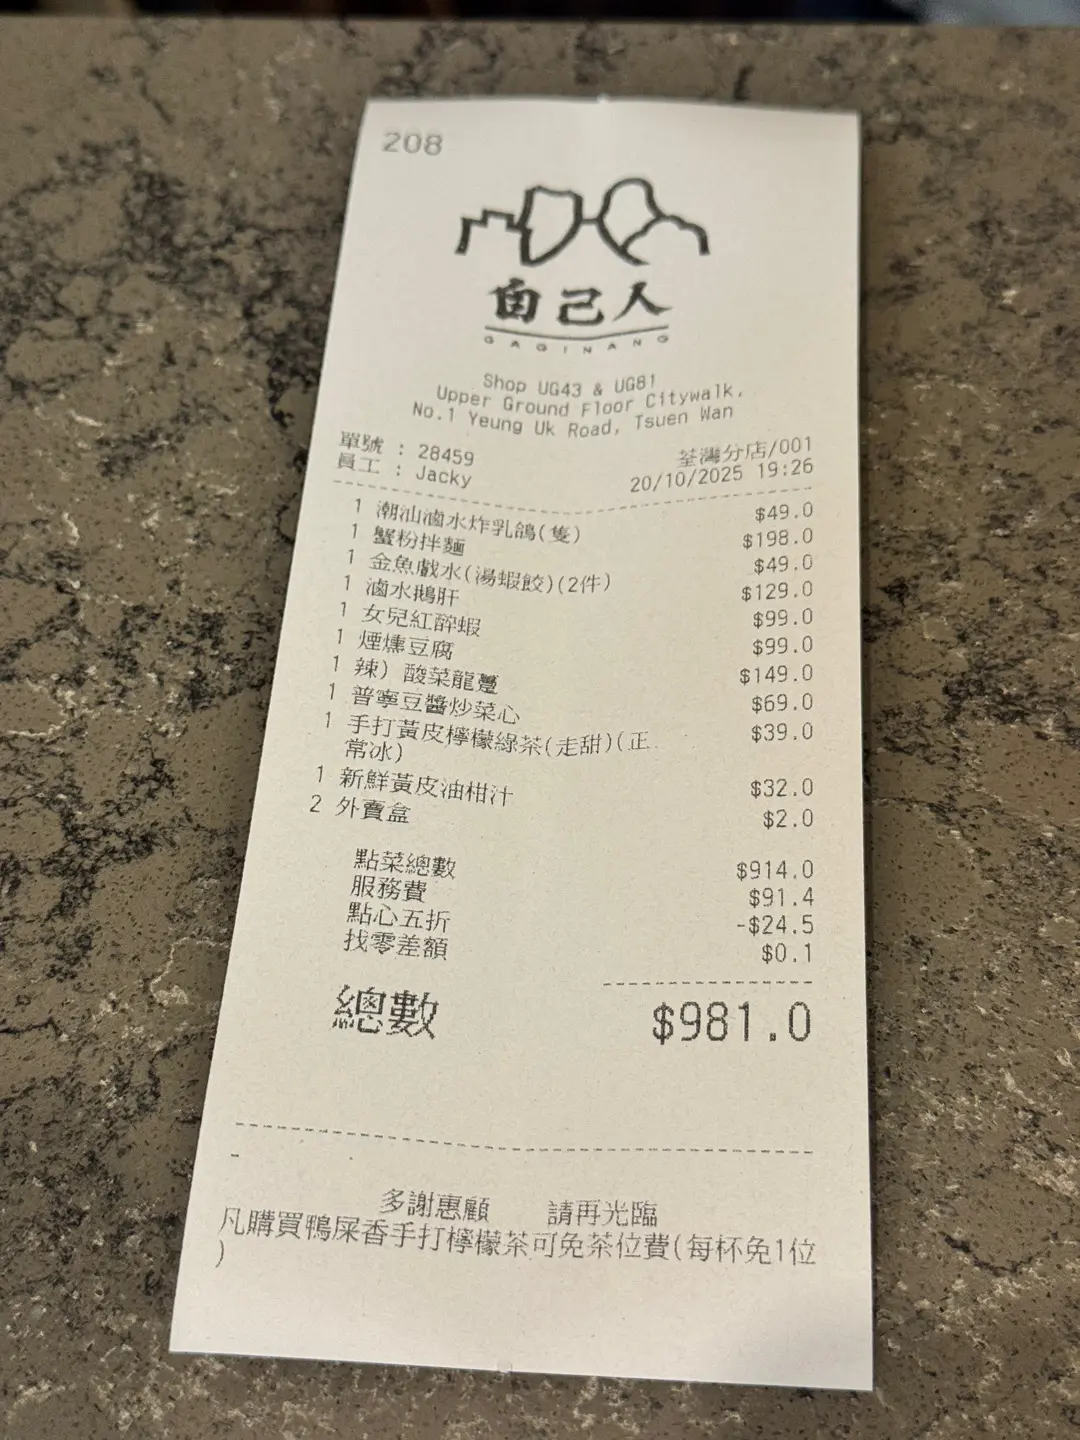 208
自己人
GAGINANG
Shop UG43 & UG81
Upper Ground Floor Citywalk,
No.1 Yeung Uk Road, Tsuen Wan
單號 : 28459 荃灣分店/001
員工 : Jacky 20/10/2025 19:26
1 潮汕滷水炸乳鴿(隻) $49.0
1 蟹粉拌麵 $198.0
1 金魚戲水(湯蝦餃)(2件) $49.0
1 滷水鵝肝 $129.0
1 女兒紅醉蝦 $99.0
1 煙燻豆腐 $99.0
1 辣）酸菜龍躉 $149.0
1 普寧豆醬炒菜心 $69.0
1 手打黃皮檸檬綠茶(走甜)(正 $39.0
常冰)
1 新鮮黃皮油柑汁 $32.0
2 外賣盒 $2.0
點菜總數 $914.0
服務費 $91.4
點心五折 -$24.5
找零差額 $0.1
總數 $981.0
-
多謝惠顧 請再光臨
凡購買鴨屎香手打檸檬茶可免茶位費(每杯免1位
)